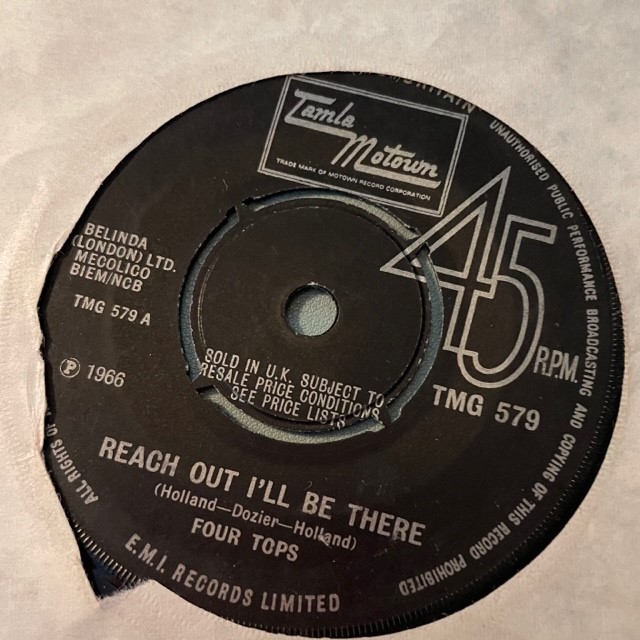 BRITAIN
UNAUTHORISED PUBLIC PERFORMANCE BROADCASTING AND COPYING OF THIS RECORD PROHIBITED
Tamla
Motown
TRADE MARK OF MOTOWN RECORD CORPORATION
45
R.P.M.
TMG 579
BELINDA
(LONDON) LTD.
MECOLICO
BIEM/NCB
TMG 579 A
Ⓟ 1966
SOLD IN U.K. SUBJECT TO
RESALE PRICE CONDITIONS,
SEE PRICE LISTS
REACH OUT I'LL BE THERE
(Holland—Dozier—Holland)
FOUR TOPS
E.M.I. RECORDS LIMITED
ALL RIGHTS OF